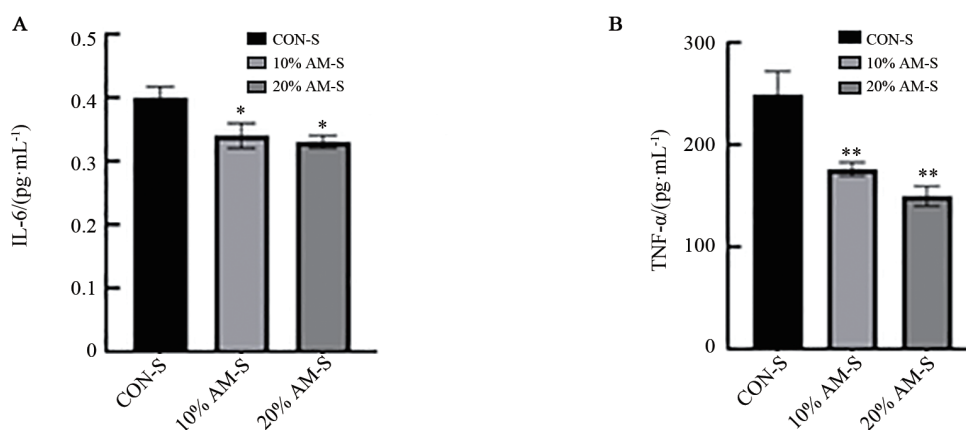 A
CON-S
10% AM-S
20% AM-S
0.5
0.4
0.3
0.2
0.1
0
IL-6/(pg·mL⁻¹)
*
*
CON-S
10% AM-S
20% AM-S
B
CON-S
10% AM-S
20% AM-S
300
200
100
0
TNF-α/(pg·mL⁻¹)
**
**
CON-S
10% AM-S
20% AM-S